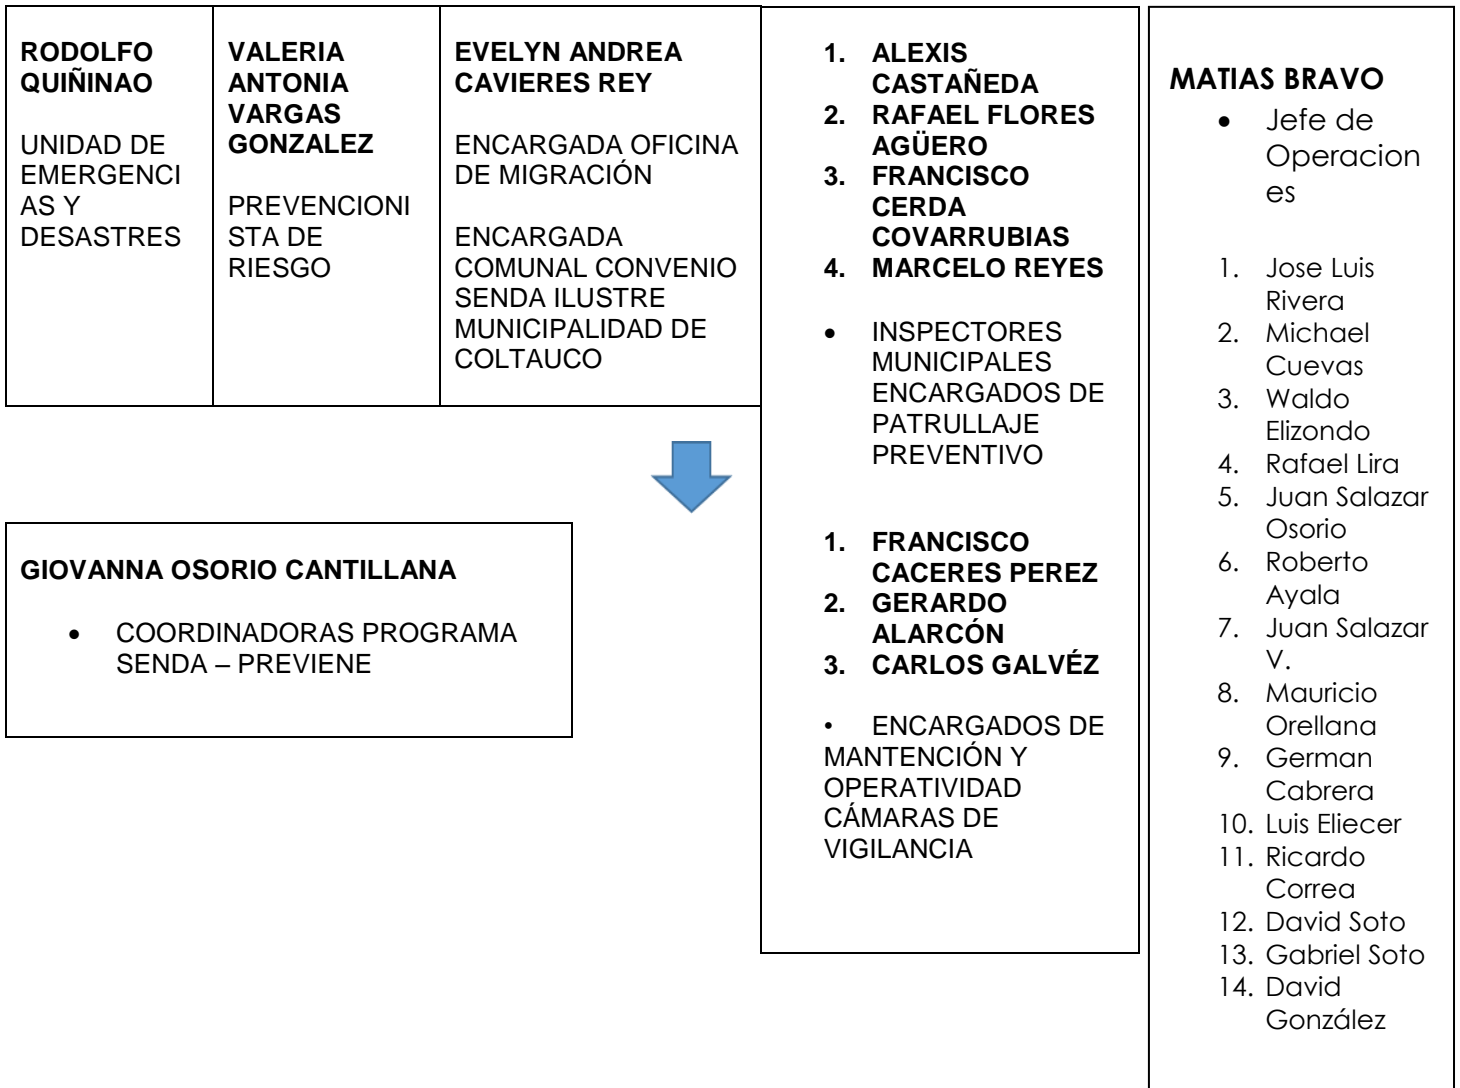 RODOLFO
QUIÑINAO
UNIDAD DE
EMERGENCI
AS Y
DESASTRES
VALERIA
ANTONIA
VARGAS
GONZALEZ
PREVENCIONI
STA DE
RIESGO
EVELYN ANDREA
CAVIERES REY
ENCARGADA OFICINA
DE MIGRACIÓN
ENCARGADA
COMUNAL CONVENIO
SENDA ILUSTRE
MUNICIPALIDAD DE
COLTAUCO
GIOVANNA OSORIO CANTILLANA
• COORDINADORAS PROGRAMA
SENDA – PREVIENE
1. ALEXIS
CASTAÑEDA
2. RAFAEL FLORES
AGÜERO
3. FRANCISCO
CERDA
COVARRUBIAS
4. MARCELO REYES
• INSPECTORES
MUNICIPALES
ENCARGADOS DE
PATRULLAJE
PREVENTIVO
1. FRANCISCO
CACERES PEREZ
2. GERARDO
ALARCÓN
3. CARLOS GALVÉZ
• ENCARGADOS DE
MANTENCIÓN Y
OPERATIVIDAD
CÁMARAS DE
VIGILANCIA
MATIAS BRAVO
• Jefe de
Operacion
es
1. Jose Luis
Rivera
2. Michael
Cuevas
3. Waldo
Elizondo
4. Rafael Lira
5. Juan Salazar
Osorio
6. Roberto
Ayala
7. Juan Salazar
V.
8. Mauricio
Orellana
9. German
Cabrera
10. Luis Eliecer
11. Ricardo
Correa
12. David Soto
13. Gabriel Soto
14. David
González